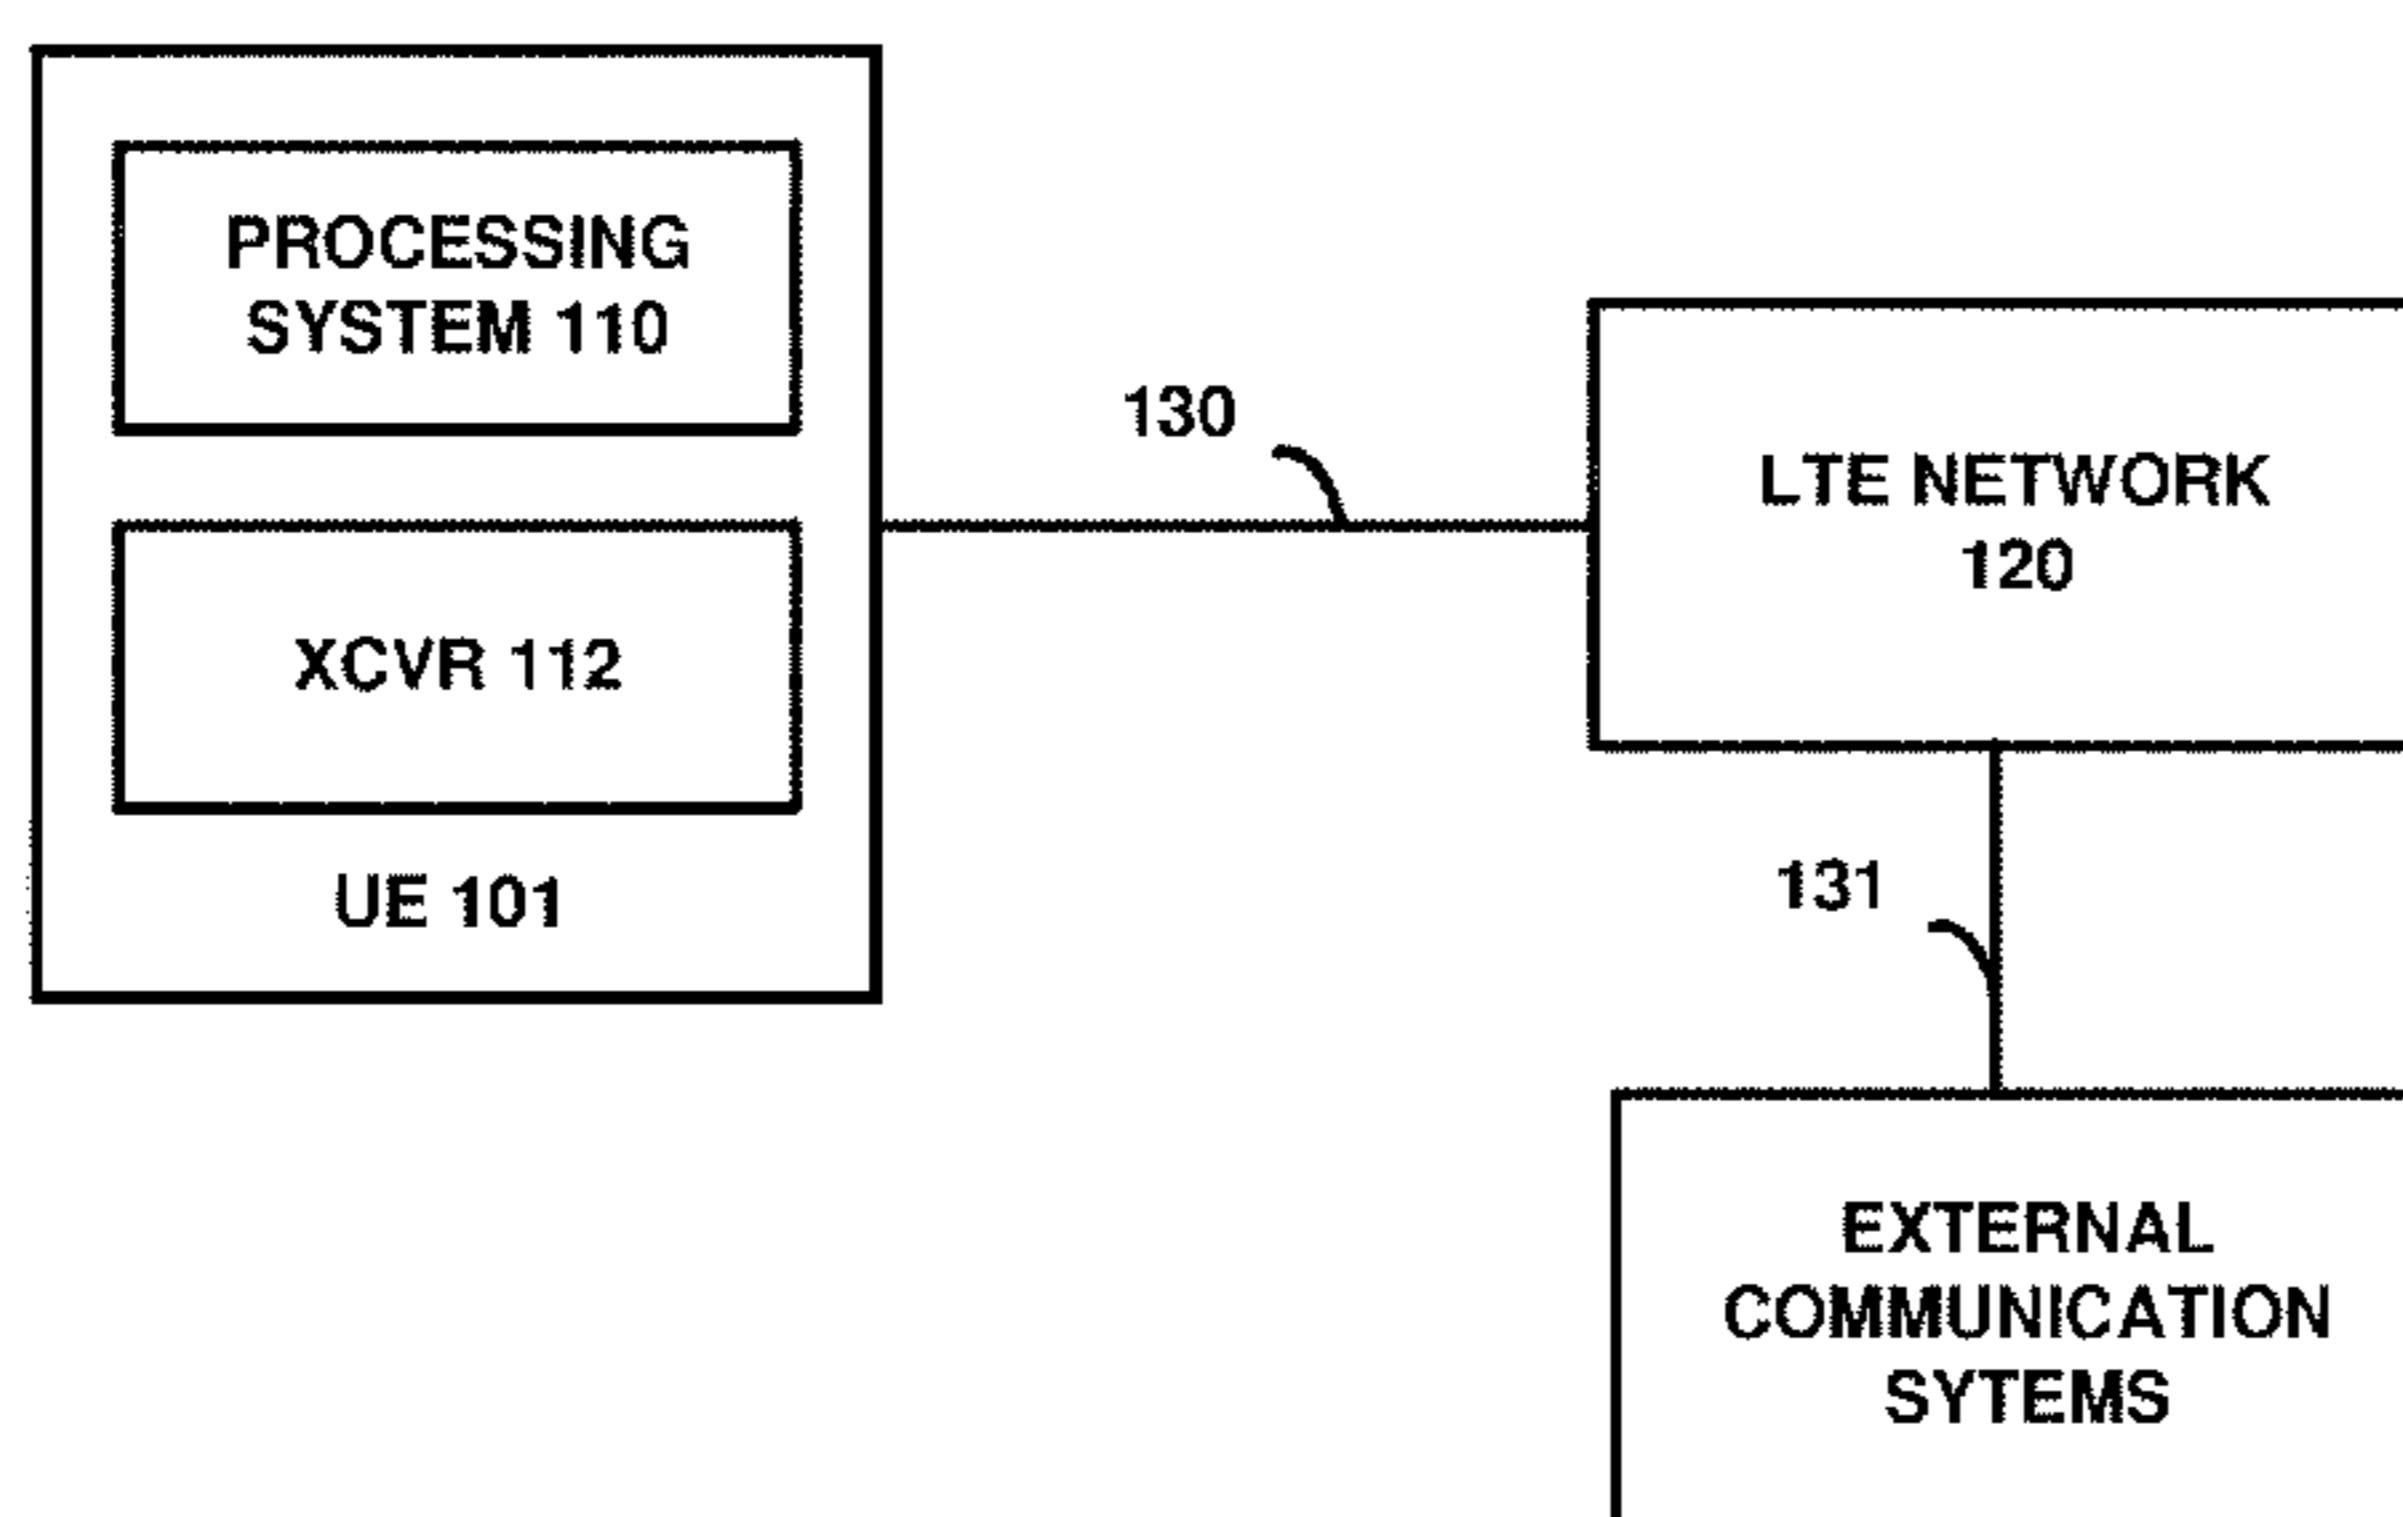 PROCESSING
SYSTEM 110
XCVR 112
UE 101
130
LTE NETWORK
120
131
EXTERNAL
COMMUNICATION
SYTEMS